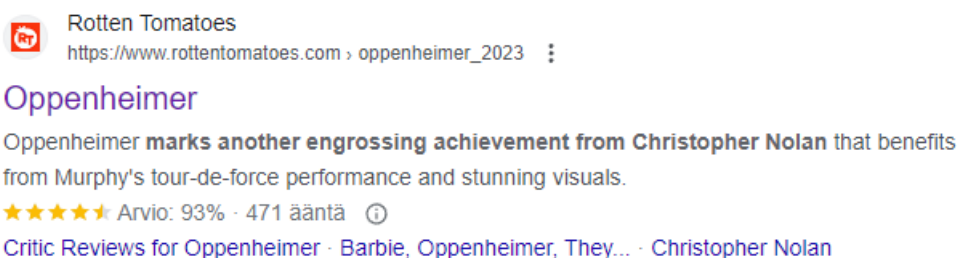 Rotten Tomatoes
https://www.rottentomatoes.com › oppenheimer_2023
Oppenheimer
Oppenheimer marks another engrossing achievement from Christopher Nolan that benefits
from Murphy's tour-de-force performance and stunning visuals.
Arvio: 93% · 471 ääntä
Critic Reviews for Oppenheimer · Barbie, Oppenheimer, They... · Christopher Nolan